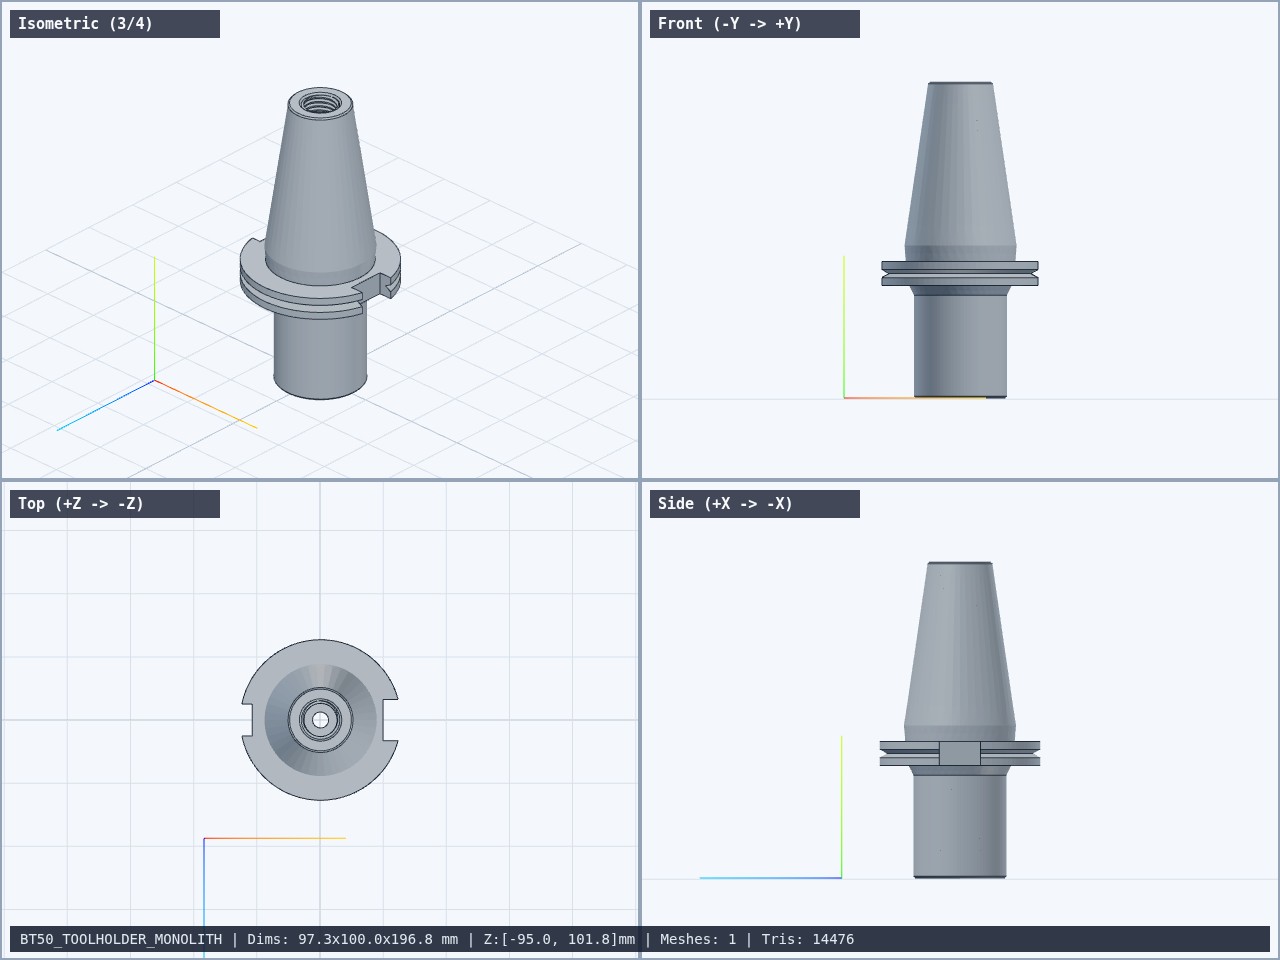 Isometric (3/4)
Front (-Y -> +Y)
Top (+Z -> -Z)
Side (+X -> -X)
BT50_TOOLHOLDER_MONOLITH | Dims: 97.3x100.0x196.8 mm | Z:[-95.0, 101.8]mm | Meshes: 1 | Tris: 14476